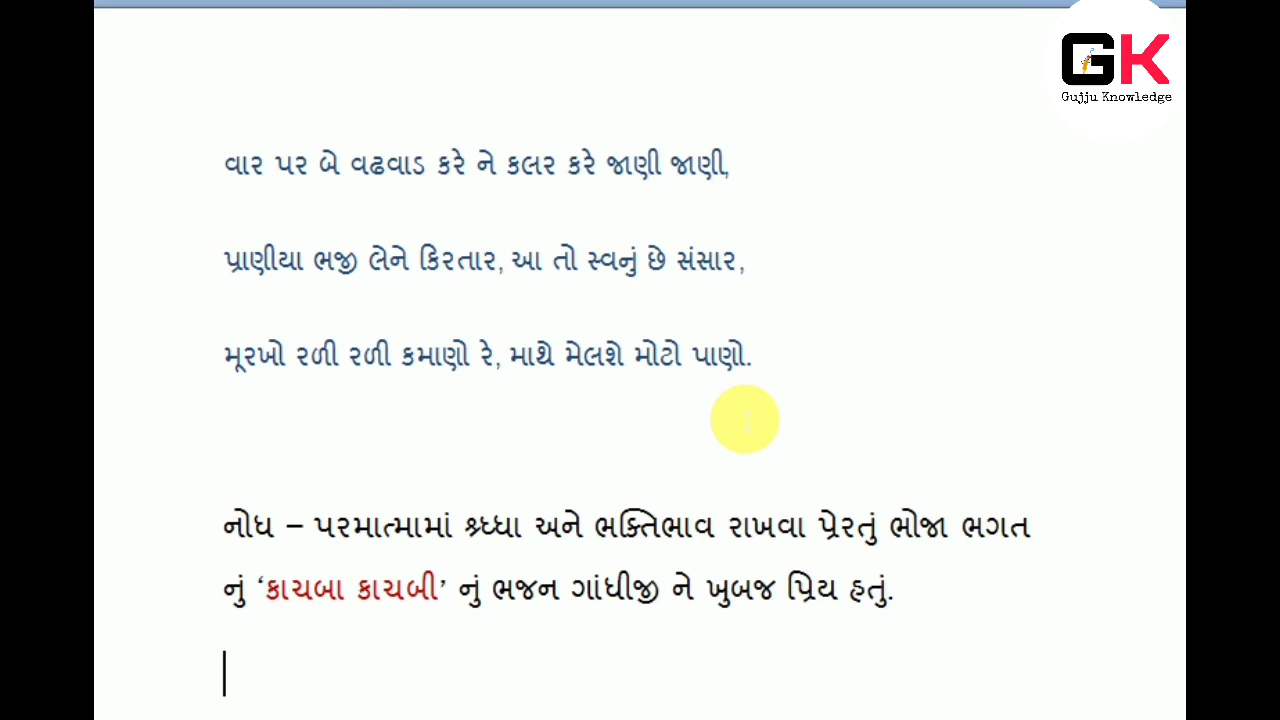 GK
Gujju Knowledge
વાર પર બે વઢવાડ કરે ને કલર કરે જાણી જાણી,
પ્રાણીયા ભજી લેને કિરતાર, આ તો સ્વનું છે સંસાર,
મૂરખો રળી રળી કમાણો રે, માથે મેલશે મોટો પાણો.
નોધ – પરમાત્મામાં શ્રધ્ધા અને ભક્તિભાવ રાખવા પ્રેરતું ભોજા ભગત
નું ‘કાચબા કાચબી’ નું ભજન ગાંધીજી ને ખુબજ પ્રિય હતું.